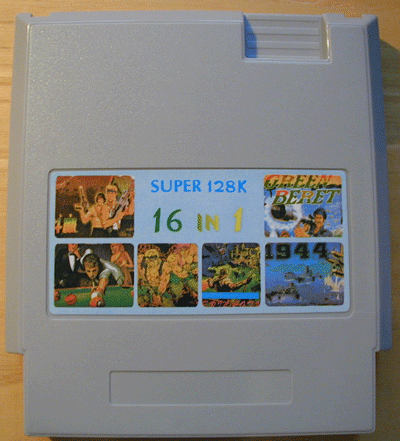 SUPER 128K
16 IN 1
GREEN
BERET
1944